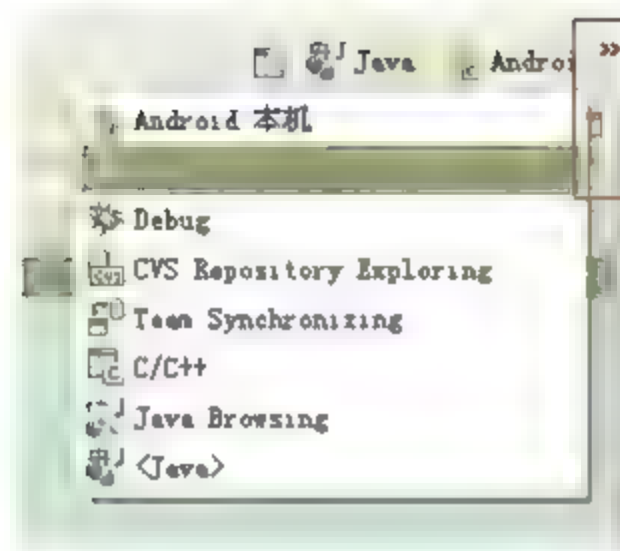 Java Androi »
Android 本机
Debug
CVS Repository Exploring
Team Synchronizing
C/C++
Java Browsing
<Java>